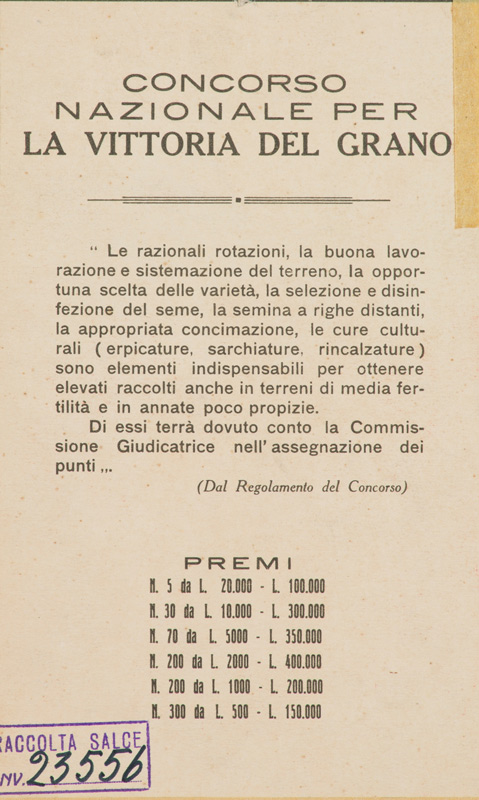 CONCORSO
NAZIONALE PER
LA VITTORIA DEL GRANO
“ Le razionali rotazioni, la buona lavo-
razione e sistemazione del terreno, la oppor-
tuna scelta delle varietà, la selezione e disin-
fezione del seme, la semina a righe distanti,
la appropriata concimazione, le cure cultu-
rali ( erpicature, sarchiature, rincalzature )
sono elementi indispensabili per ottenere
elevati raccolti anche in terreni di media fer-
tilità e in annate poco propizie.
Di essi terrà dovuto conto la Commis-
sione Giudicatrice nell' assegnazione dei
punti „.
(Dal Regolamento del Concorso)
PREMI
N. 5 da L. 20.000 - L. 100.000
N. 30 da L. 10.000 - L. 300.000
N. 70 da L. 5000 - L. 350.000
N. 200 da L. 2000 - L. 400.000
N. 200 da L. 1000 - L. 200.000
N. 300 da L. 500 - L. 150.000
RACCOLTA SALCE
NV. 23556